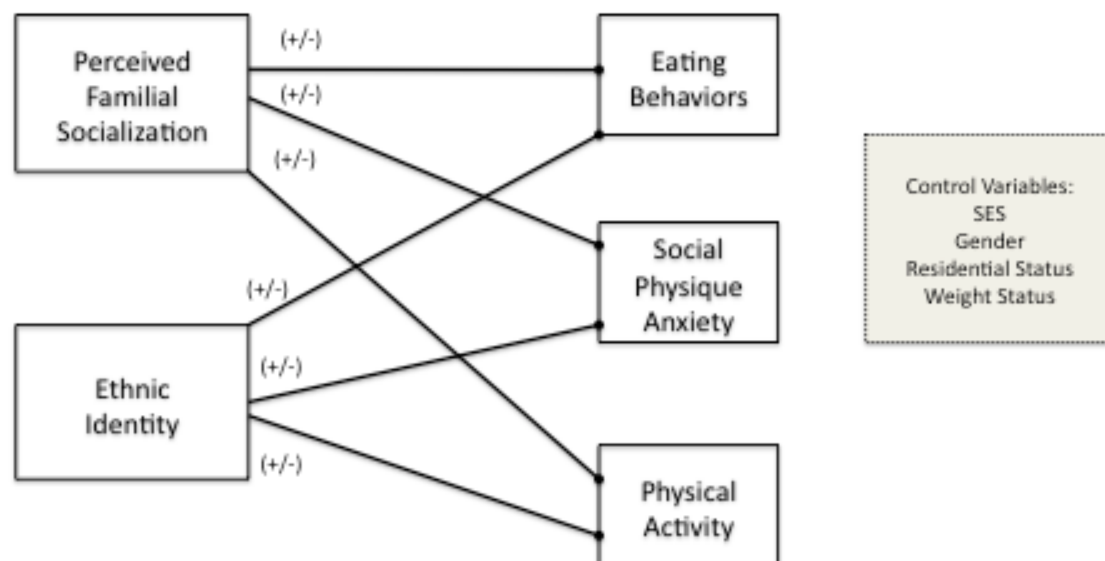 Perceived
Familial
Socialization
(+/-)
(+/-)
(+/-)
Eating
Behaviors
Social
Physique
Anxiety
Ethnic
Identity
(+/-)
(+/-)
(+/-)
Physical
Activity
Control Variables:
SES
Gender
Residential Status
Weight Status